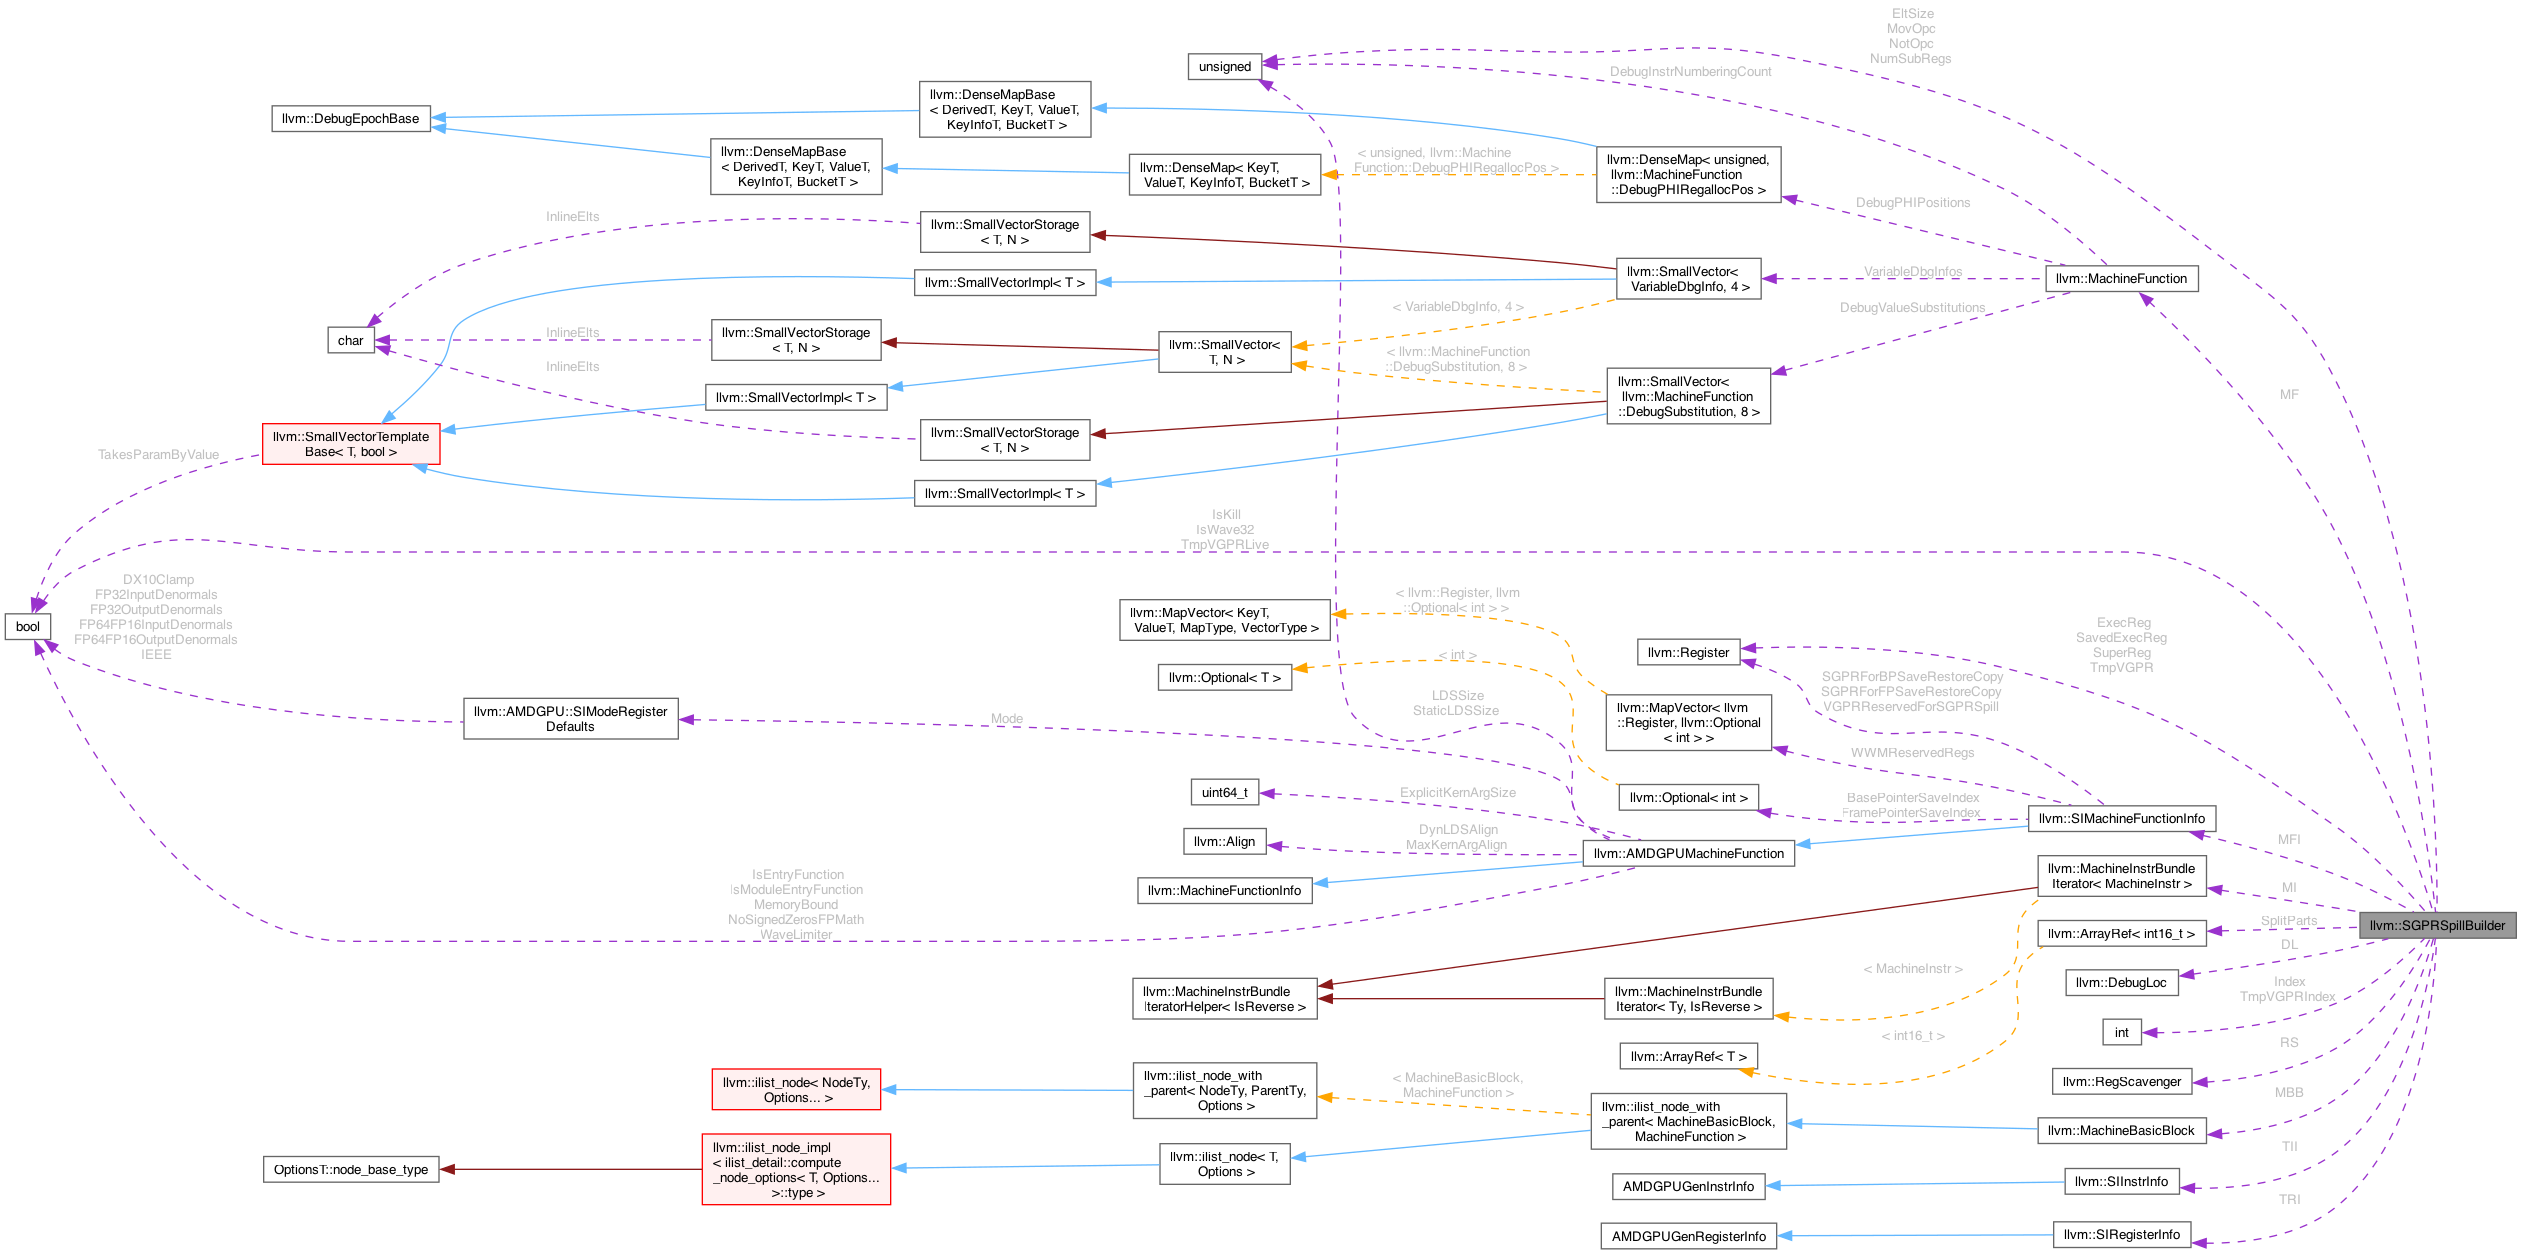 EltSize
MovOpc
NotOpc
NumSubRegs
unsigned
DebugInstrNumberingCount
llvm::DebugEpochBase
llvm::DenseMapBase
< DerivedT, KeyT, ValueT,
KeyInfoT, BucketT >
llvm::DenseMapBase
< DerivedT, KeyT, ValueT,
KeyInfoT, BucketT >
llvm::DenseMap< KeyT,
ValueT, KeyInfoT, BucketT >
< unsigned, llvm::Machine
Function::DebugPHIRegallocPos >
llvm::DenseMap< unsigned,
llvm::MachineFunction
::DebugPHIRegallocPos >
DebugPHIPositions
InlineElts
llvm::SmallVectorStorage
< T, N >
llvm::SmallVectorImpl< T >
llvm::SmallVector<
VariableDbgInfo, 4 >
VariableDbgInfos
llvm::MachineFunction
< VariableDbgInfo, 4 >
DebugValueSubstitutions
char
InlineElts
llvm::SmallVectorStorage
< T, N >
llvm::SmallVector<
T, N >
< llvm::MachineFunction
::DebugSubstitution, 8 >
InlineElts
llvm::SmallVectorImpl< T >
llvm::SmallVector<
llvm::MachineFunction
::DebugSubstitution, 8 >
MF
llvm::SmallVectorTemplate
Base< T, bool >
TakesParamByValue
llvm::SmallVectorStorage
< T, N >
llvm::SmallVectorImpl< T >
IsKill
IsWave32
TmpVGPRLive
DX10Clamp
FP32InputDenormals
FP32OutputDenormals
FP64FP16InputDenormals
FP64FP16OutputDenormals
IEEE
bool
llvm::MapVector< KeyT,
ValueT, MapType, VectorType >
< llvm::Register, llvm
::Optional< int > >
llvm::Register
ExecReg
SavedExecReg
SuperReg
TmpVGPR
llvm::Optional< T >
< int >
SGPRForBPSaveRestoreCopy
SGPRForFPSaveRestoreCopy
VGPRReservedForSGPRSpill
llvm::AMDGPU::SIModeRegister
Defaults
Mode
LDSSize
StaticLDSSize
llvm::MapVector< llvm
::Register, llvm::Optional
< int > >
WWMReservedRegs
uint64_t
ExplicitKernArgSize
llvm::Optional< int >
BasePointerSaveIndex
FramePointerSaveIndex
llvm::SIMachineFunctionInfo
MFI
llvm::Align
DynLDSAlign
MaxKernArgAlign
llvm::AMDGPUMachineFunction
llvm::MachineFunctionInfo
IsEntryFunction
IsModuleEntryFunction
MemoryBound
NoSignedZerosFPMath
WaveLimiter
llvm::MachineInstrBundle
Iterator< MachineInstr >
MI
llvm::SGPRSpillBuilder
llvm::ArrayRef< int16_t >
SplitParts
DL
llvm::DebugLoc
< MachineInstr >
llvm::MachineInstrBundle
IteratorHelper< IsReverse >
llvm::MachineInstrBundle
Iterator< Ty, IsReverse >
Index
TmpVGPRIndex
int
< int16_t >
RS
llvm::ArrayRef< T >
llvm::RegScavenger
llvm::ilist_node< NodeTy,
Options... >
llvm::ilist_node_with
_parent< NodeTy, ParentTy,
Options >
< MachineBasicBlock,
MachineFunction >
MBB
llvm::ilist_node_with
_parent< MachineBasicBlock,
MachineFunction >
llvm::MachineBasicBlock
TII
OptionsT::node_base_type
llvm::ilist_node_impl
< ilist_detail::compute
_node_options< T, Options...
>::type >
llvm::ilist_node< T,
Options >
AMDGPUGenInstrInfo
llvm::SIInstrInfo
TRI
AMDGPUGenRegisterInfo
llvm::SIRegisterInfo